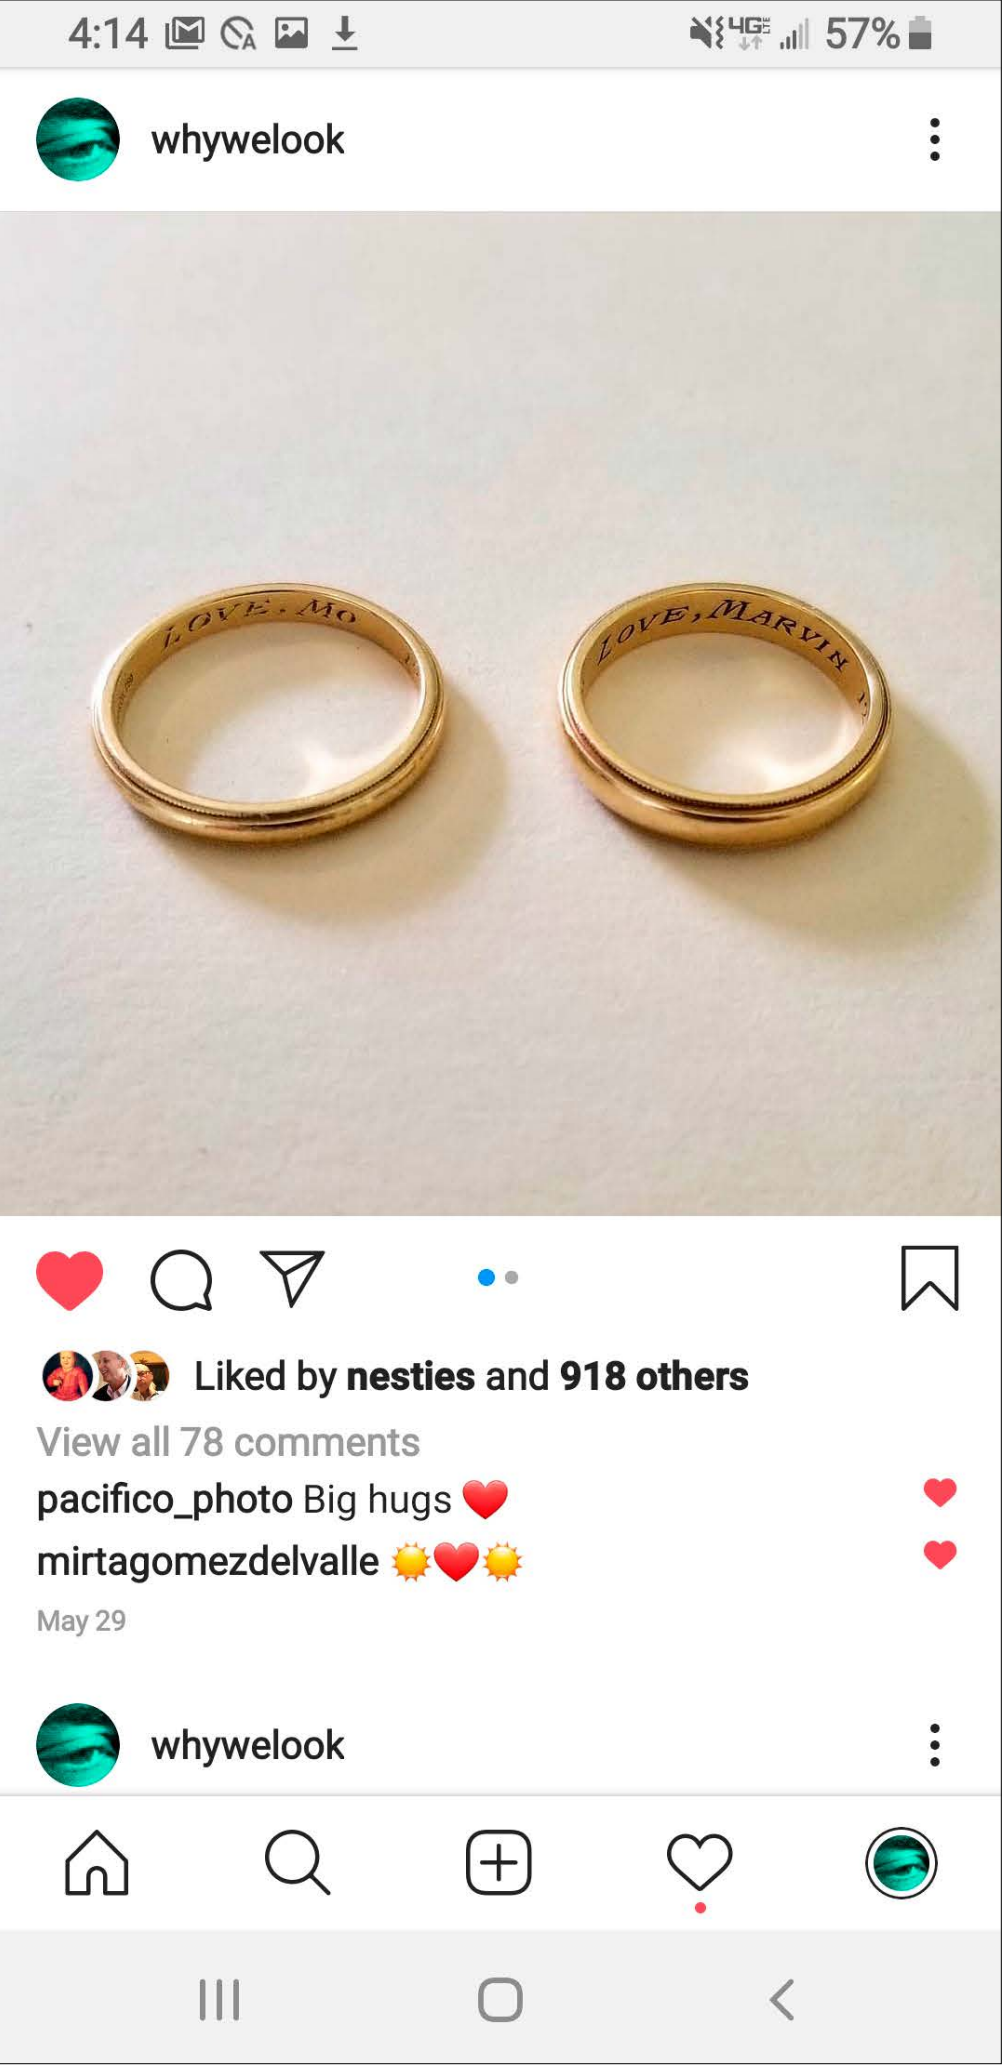 4:14 4G LTE 57%
whywelook
LOVE, MO
LOVE, MARVIN
Liked by nesties and 918 others
View all 78 comments
pacifico_photo Big hugs ❤️
mirtagomezdelvalle ☀️❤️☀️
May 29
whywelook